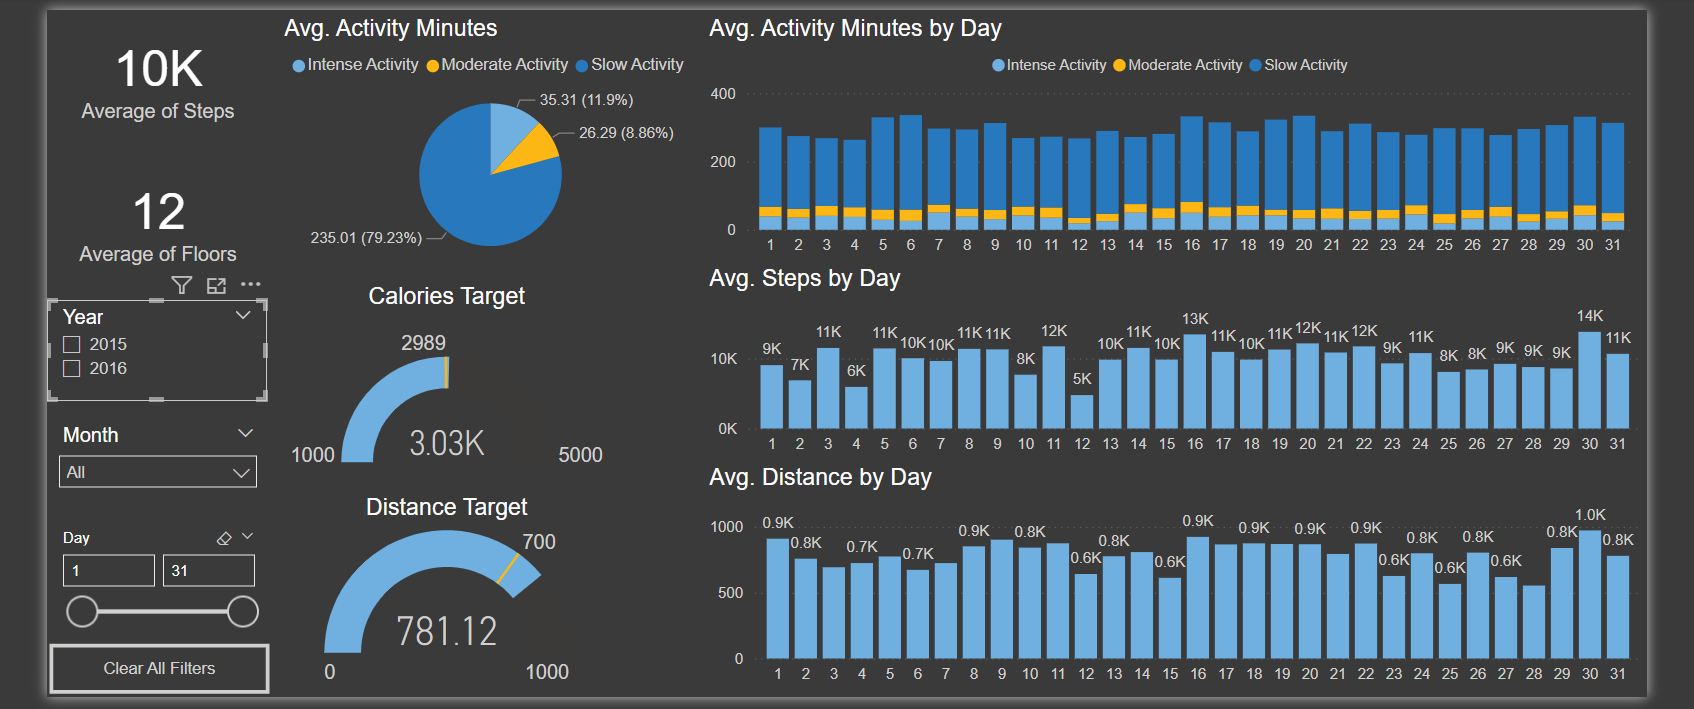 10K
Average of Steps
12
Average of Floors
Year
2015
2016
Month
All
Day
1 31
Clear All Filters
Avg. Activity Minutes
Intense Activity Moderate Activity Slow Activity
35.31 (11.9%)
26.29 (8.86%)
235.01 (79.23%)
Calories Target
2989
3.03K
1000 5000
Distance Target
700
781.12
0 1000
Avg. Activity Minutes by Day
Intense Activity Moderate Activity Slow Activity
400
200
0
1 2 3 4 5 6 7 8 9 10 11 12 13 14 15 16 17 18 19 20 21 22 23 24 25 26 27 28 29 30 31
Avg. Steps by Day
9K 7K 11K 6K 11K 10K 10K 11K 11K 8K 12K 5K 10K 11K 10K 13K 11K 10K 11K 12K 11K 12K 9K 11K 8K 8K 9K 9K 9K 14K 11K
10K
0K
1 2 3 4 5 6 7 8 9 10 11 12 13 14 15 16 17 18 19 20 21 22 23 24 25 26 27 28 29 30 31
Avg. Distance by Day
0.9K 0.8K 0.7K 0.7K 0.9K 0.8K 0.6K 0.8K 0.6K 0.9K 0.9K 0.9K 0.9K 0.6K 0.8K 0.6K 0.8K 0.6K 0.8K 1.0K 0.8K
1000
500
0
1 2 3 4 5 6 7 8 9 10 11 12 13 14 15 16 17 18 19 20 21 22 23 24 25 26 27 28 29 30 31